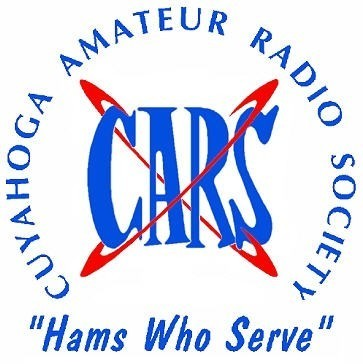 CUYAHOGA AMATEUR RADIO SOCIETY
CARS
"Hams Who Serve"